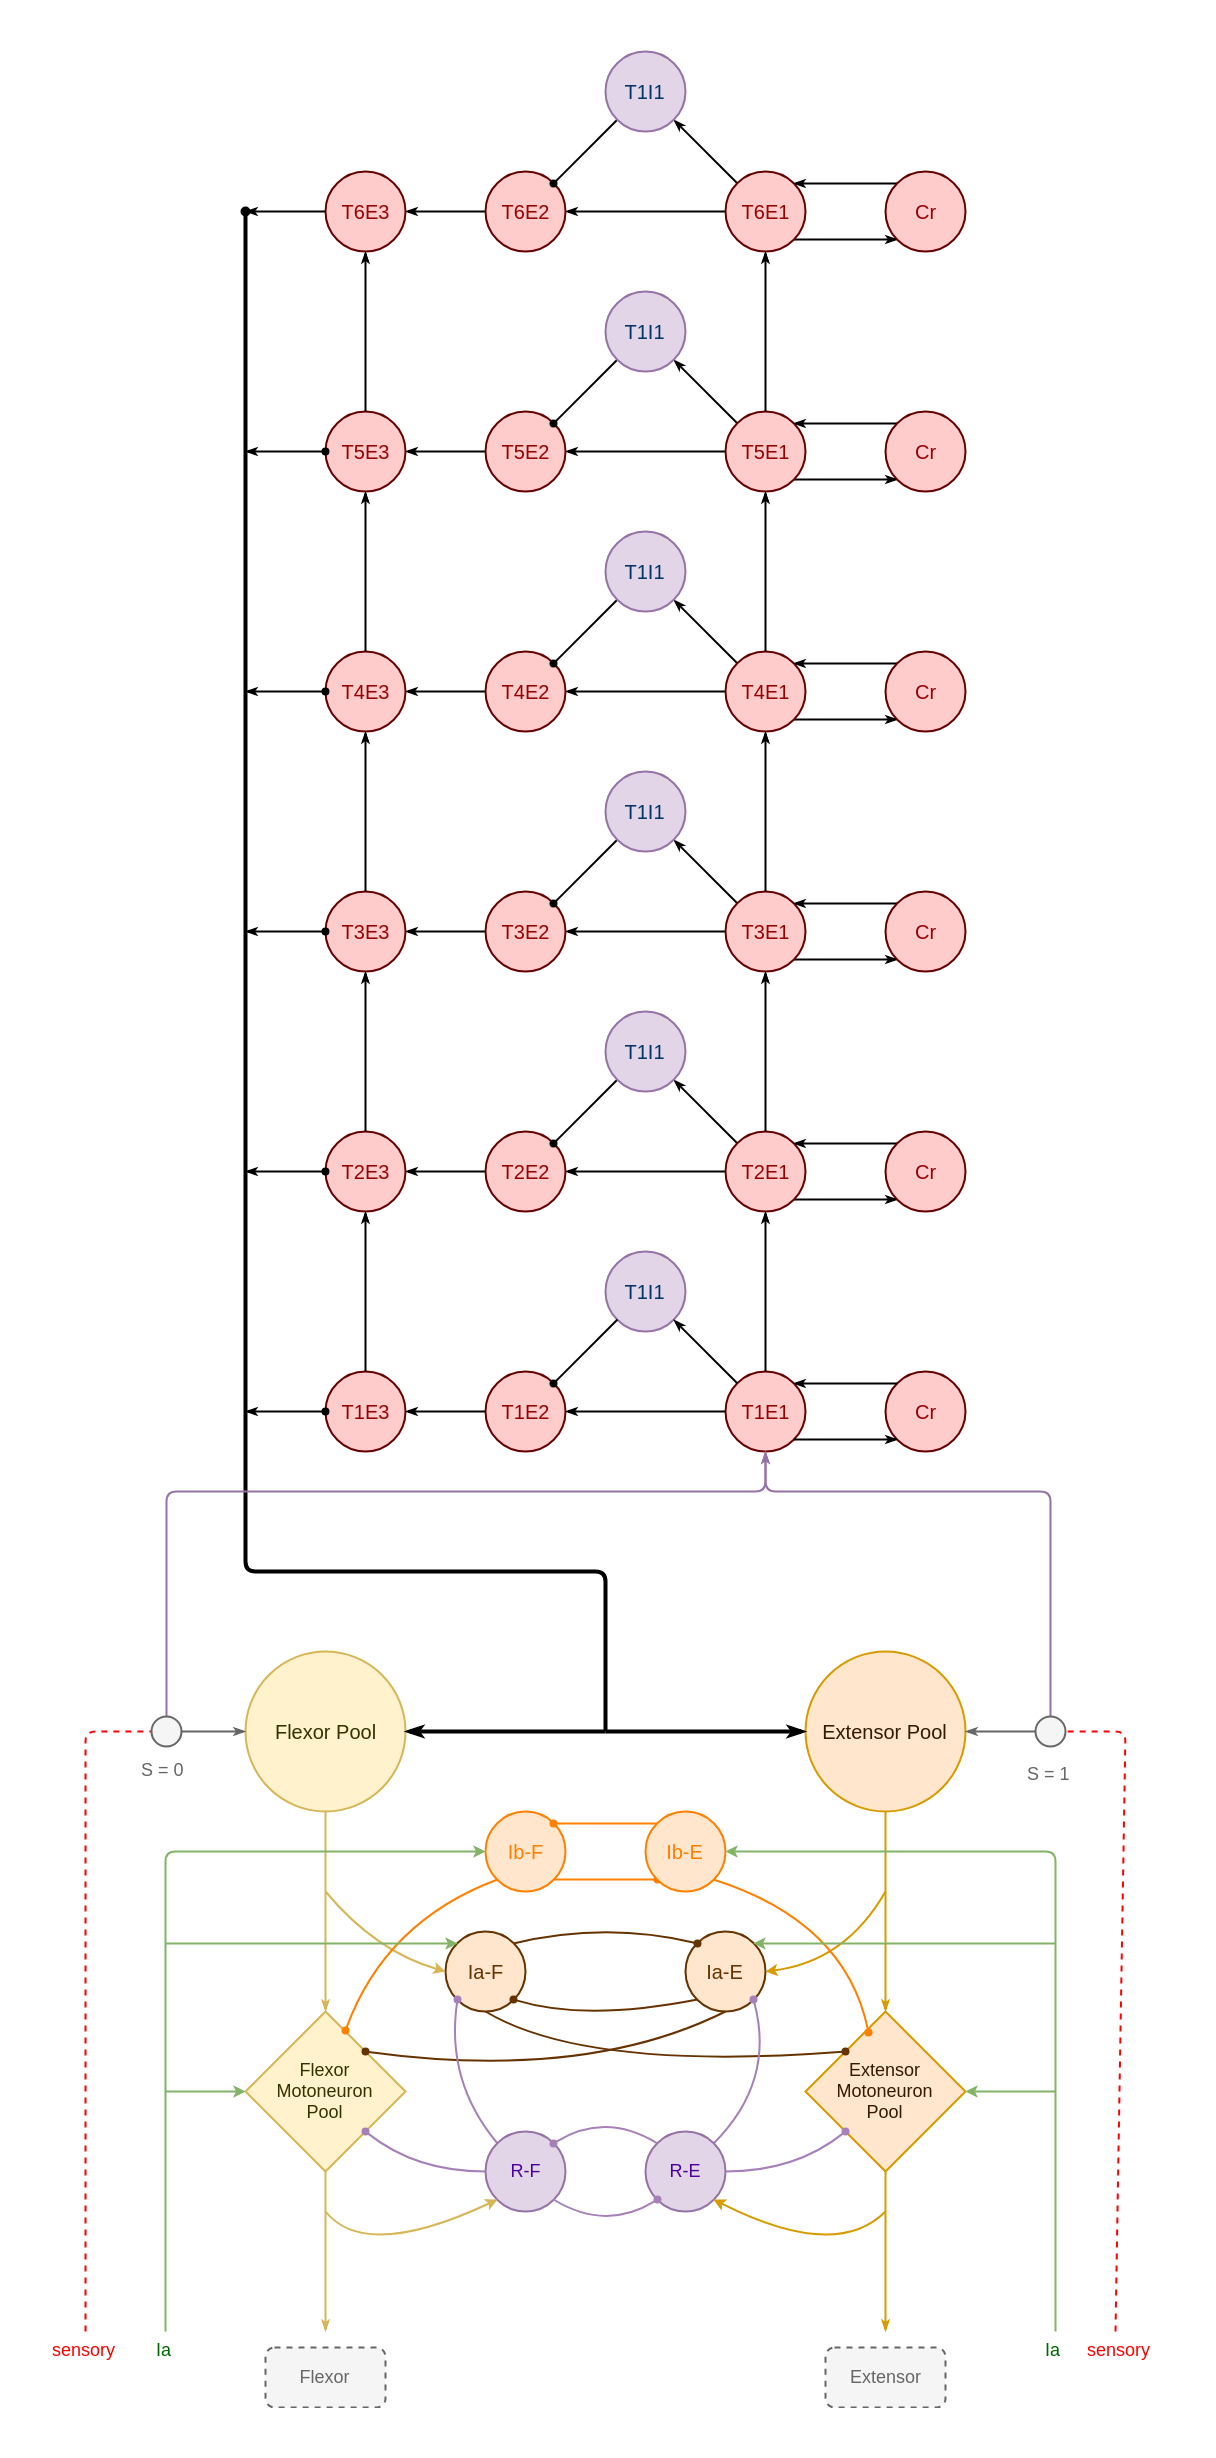 T1I1
T6E3 T6E2 T6E1 Cr
T1I1
T5E3 T5E2 T5E1 Cr
T1I1
T4E3 T4E2 T4E1 Cr
T1I1
T3E3 T3E2 T3E1 Cr
T1I1
T2E3 T2E2 T2E1 Cr
T1I1
T1E3 T1E2 T1E1 Cr
Flexor Pool Extensor Pool
S = 0 S = 1
Ib-F Ib-E
Ia-F Ia-E
Flexor
Motoneuron
Pool
Extensor
Motoneuron
Pool
R-F R-E
sensory Ia Ia sensory
Flexor Extensor